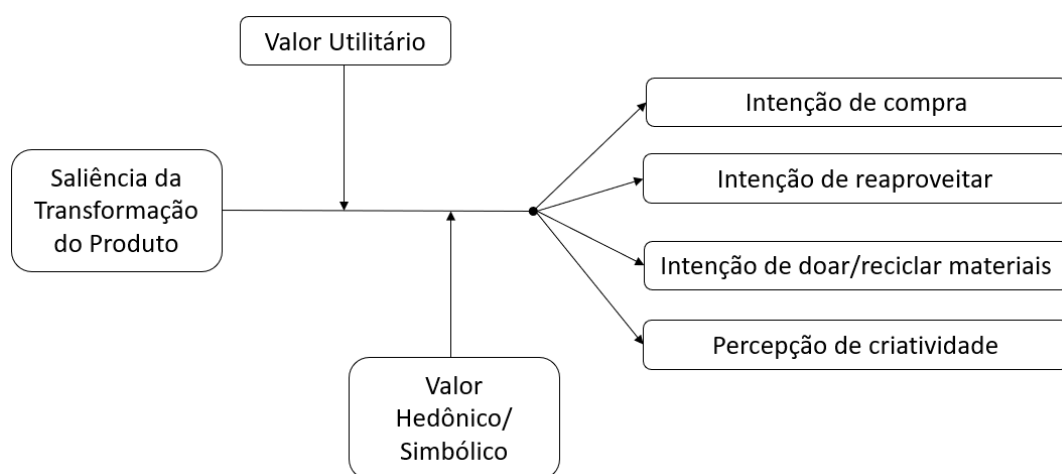 Valor Utilitário
Intenção de compra
Saliência da
Transformação
do Produto
Intenção de reaproveitar
Intenção de doar/reciclar materiais
Percepção de criatividade
Valor
Hedônico/
Simbólico